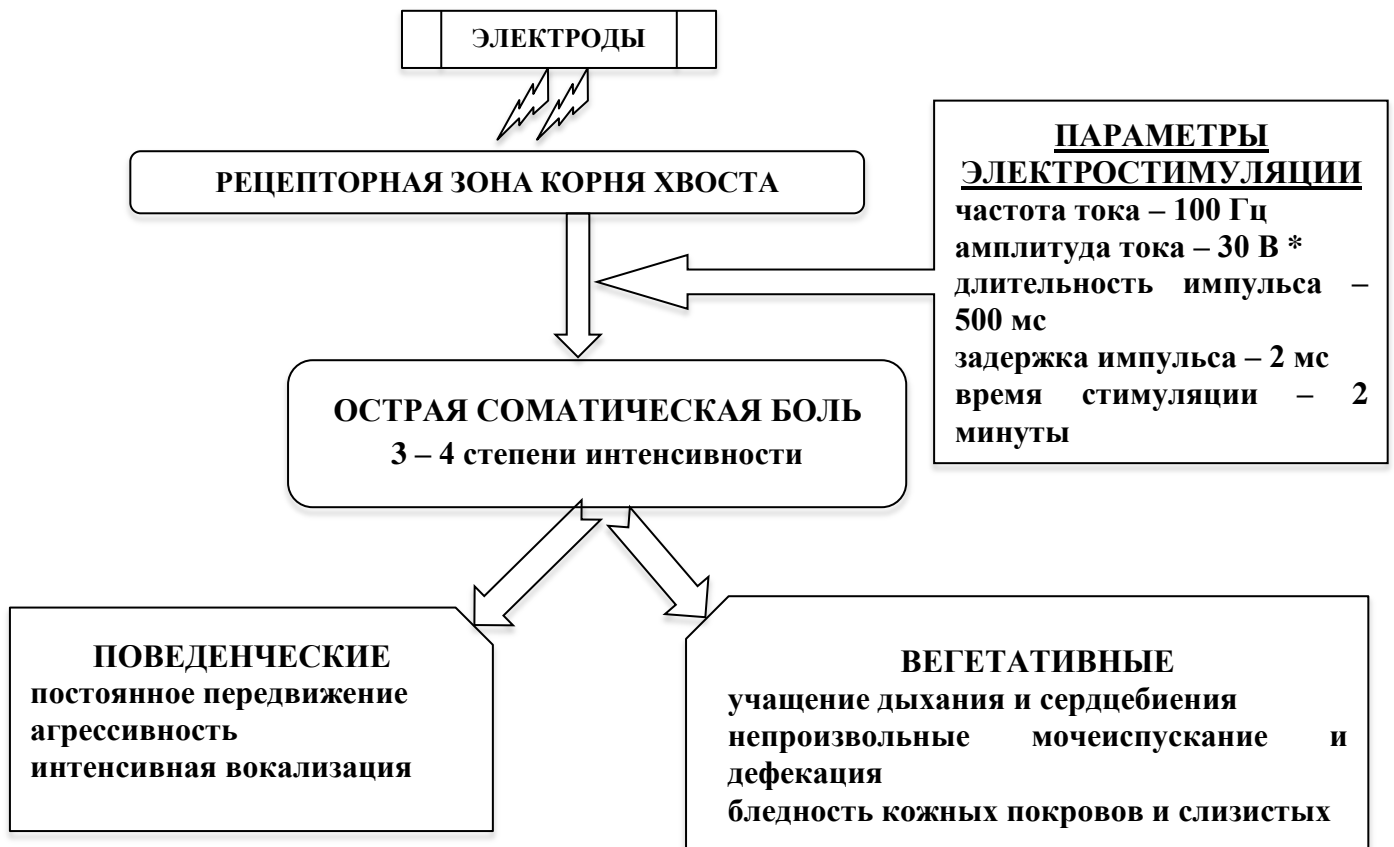 ЭЛЕКТРОДЫ
РЕЦЕПТОРНАЯ ЗОНА КОРНЯ ХВОСТА
ПАРАМЕТРЫ
ЭЛЕКТРОСТИМУЛЯЦИИ
частота тока – 100 Гц
амплитуда тока – 30 В *
длительность импульса –
500 мс
задержка импульса – 2 мс
время стимуляции – 2
минуты
ОСТРАЯ СОМАТИЧЕСКАЯ БОЛЬ
3 – 4 степени интенсивности
ПОВЕДЕНЧЕСКИЕ
постоянное передвижение
агрессивность
интенсивная вокализация
ВЕГЕТАТИВНЫЕ
учащение дыхания и сердцебиения
непроизвольные мочеиспускание и
дефекация
бледность кожных покровов и слизистых